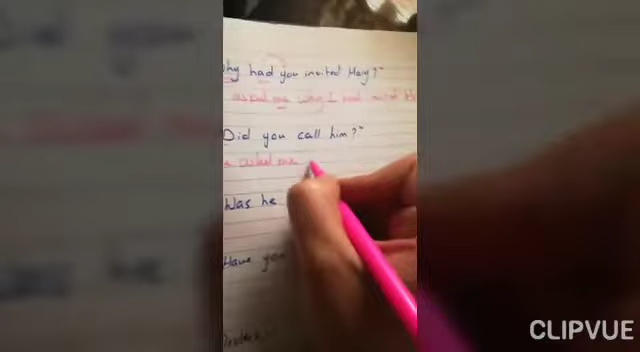 why had you invited Mary?"
asked me why I had invited
Did you call him?"
asked me
Was he
Have you
CLIPVUE